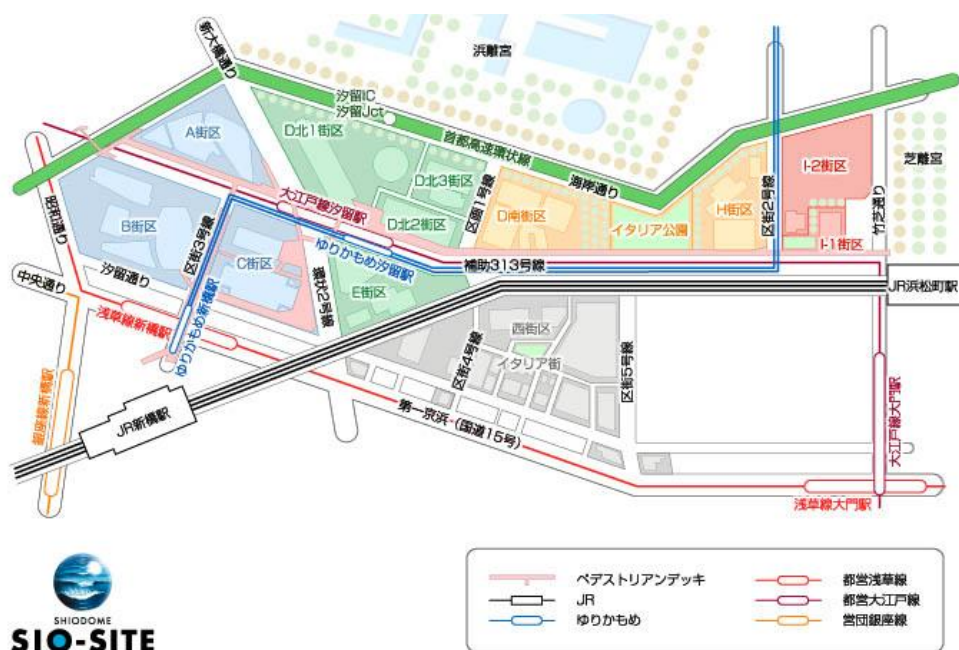 浜離宮
新大橋通り
汐留IC
汐留Jct
首都高速環状線
海岸通り
A街区
D北1街区
D北3街区
D北2街区
区街1号線
D南街区
イタリア公園
H街区
区街2号線
I-2街区
I-1街区
竹芝通り
芝離宮
昭和通り
B街区
区街3号線
C街区
大江戸線汐留駅
ゆりかもめ汐留駅
補助313号線
JR浜松町駅
中央通り
汐留通り
浅草線新橋駅
ゆりかもめ新橋駅
環状2号線
E街区
西街区
イタリア街
区街4号線
区街5号線
銀座線新橋駅
JR新橋駅
第一京浜(国道15号)
大江戸線大門駅
浅草線大門駅
SHIODOME
SIO-SITE
ペデストリアンデッキ
JR
ゆりかもめ
都営浅草線
都営大江戸線
営団銀座線